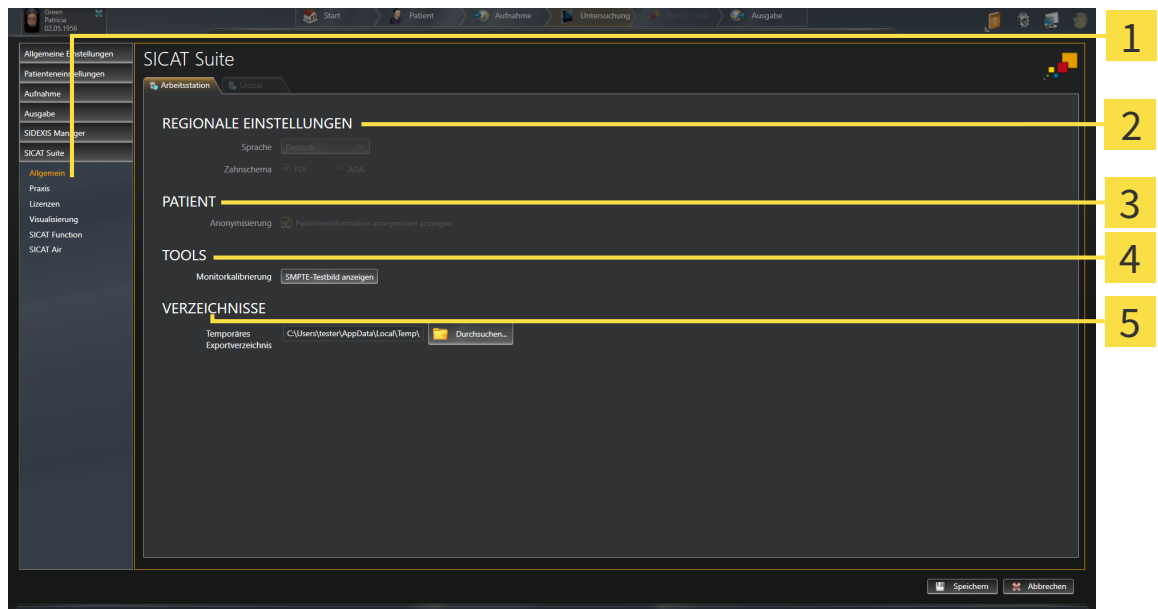 Green
Patricia
02.05.1956
Start
Patient
Aufnahme
Untersuchung
Ausgabe
1
Allgemeine Einstellungen
Patienteneinstellungen
Aufnahme
Ausgabe
SIDEXIS Manager
SICAT Suite
Allgemein
Praxis
Lizenzen
Visualisierung
SICAT Function
SICAT Air
SICAT Suite
Arbeitsstation
Global
REGIONALE EINSTELLUNGEN
2
Sprache Deutsch
Zahnschema FDI ADA
PATIENT
3
Anonymisierung Patienteninformation anonymisiert anzeigen
TOOLS
4
Monitorkalibrierung SMPTE-Testbild anzeigen
VERZEICHNISSE
5
Temporäres C:\Users\tester\AppData\Local\Temp\ Durchsuchen...
Exportverzeichnis
Speichern Abbrechen